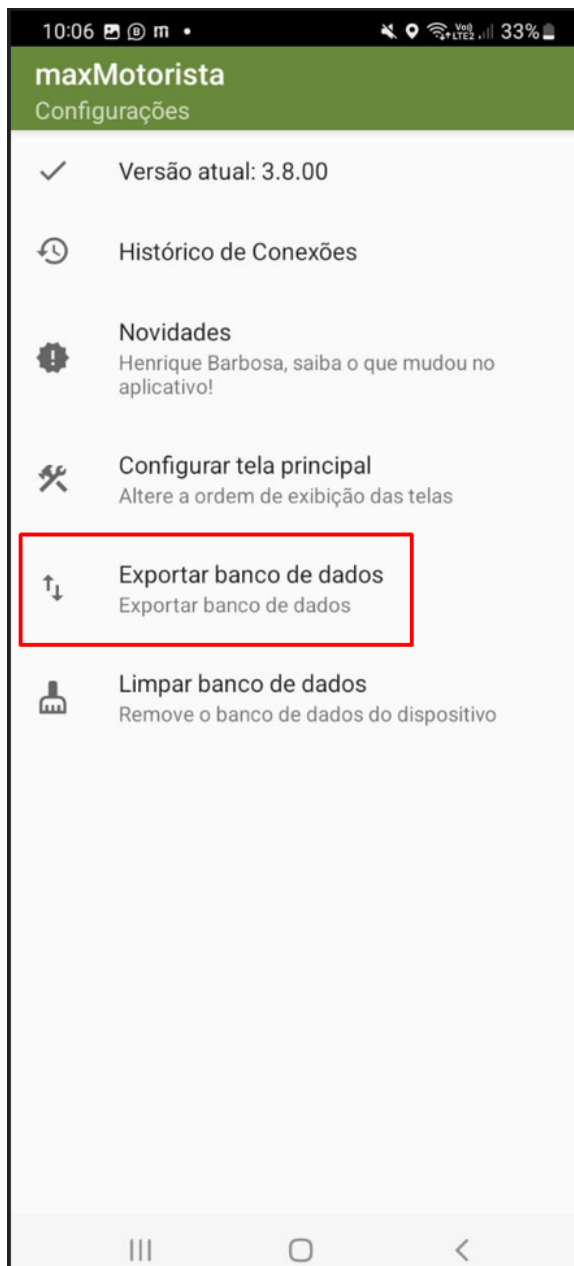 10:06 m 33%
Vo)) LTE2
maxMotorista
Configurações
Versão atual: 3.8.00
Histórico de Conexões
Novidades
Henrique Barbosa, saiba o que mudou no
aplicativo!
Configurar tela principal
Altere a ordem de exibição das telas
Exportar banco de dados
Exportar banco de dados
Limpar banco de dados
Remove o banco de dados do dispositivo